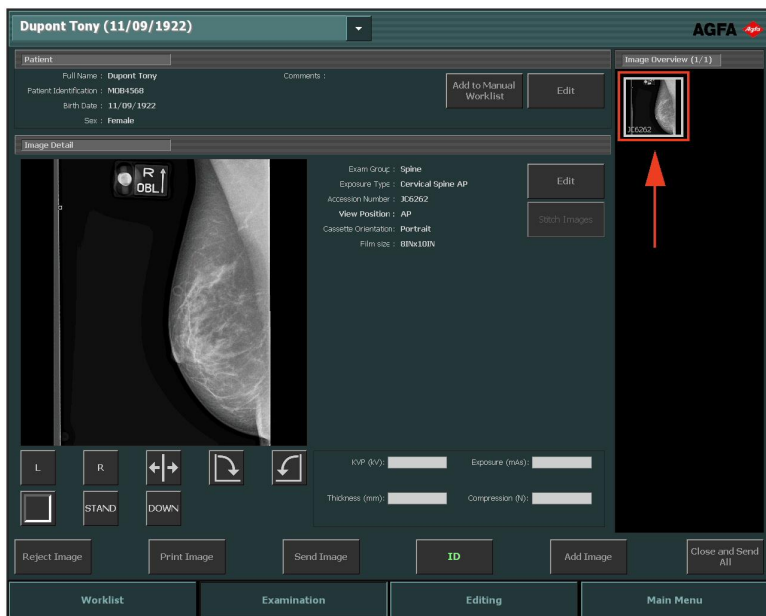 Dupont Tony (11/09/1922)
AGFA Agfa
Patient
Full Name : Dupont Tony
Patient Identification : MOB4568
Birth Date : 11/09/1922
Sex : Female
Comments :
Add to Manual
Worklist
Edit
Image Overview (1/1)
JC6262
Image Detail
R
OBL
Exam Group : Spine
Exposure Type : Cervical Spine AP
Accession Number : JC6262
View Position : AP
Cassette Orientation: Portrait
Film size : 8INx10IN
Edit
Stitch Images
L
R
STAND
DOWN
KVP (kV):
Exposure (mAs):
Thickness (mm):
Compression (N):
Reject Image
Print Image
Send Image
ID
Add Image
Close and Send
All
Worklist
Examination
Editing
Main Menu